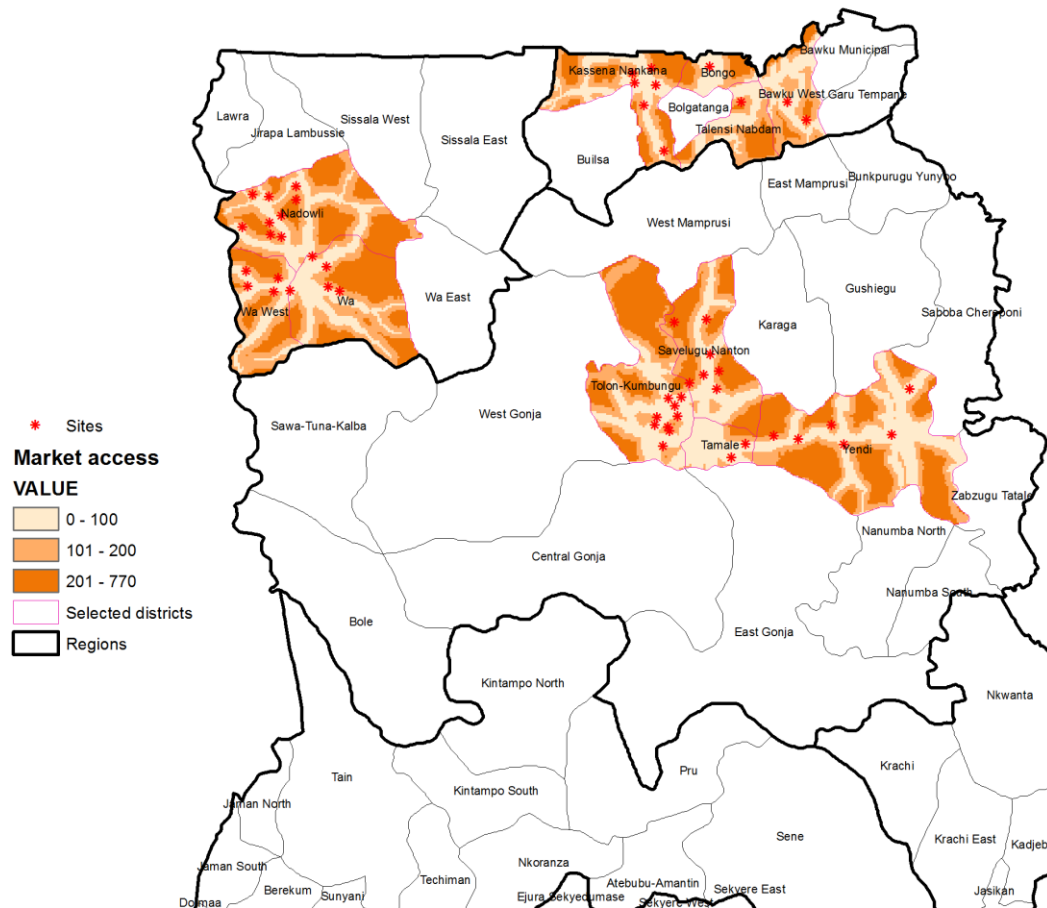 Bawku Municipal
Kassena Nankana
Bongo
Bawku West
Garu Tempane
Lawra
Bolgatanga
Jirapa Lambussie
Sissala West
Talensi Nabdam
Sissala East
Builsa
East Mamprusi
Bunkpurugu Yunyoo
Nadowli
West Mamprusi
Gushiegu
Wa East
Wa
Wa West
Saboba Chereponi
Karaga
Savelugu Nanton
Tolon-Kumbungu
West Gonja
Sawa-Tuna-Kalba
Sites
Tamale
Yendi
Market access
VALUE
0 - 100
101 - 200
201 - 770
Selected districts
Regions
Zabzugu Tatale
Nanumba North
Central Gonja
Nanumba South
Bole
East Gonja
Kintampo North
Nkwanta
Krachi
Pru
Tain
Kintampo South
Jaman North
Sene
Krachi East
Kadjeb
Jaman South
Nkoranza
Techiman
Atebubu-Amantin
Sekyere East
Berekum
Sunyani
Ejura Sekyedumase
Jasikan
Dormaa
Sekyere West